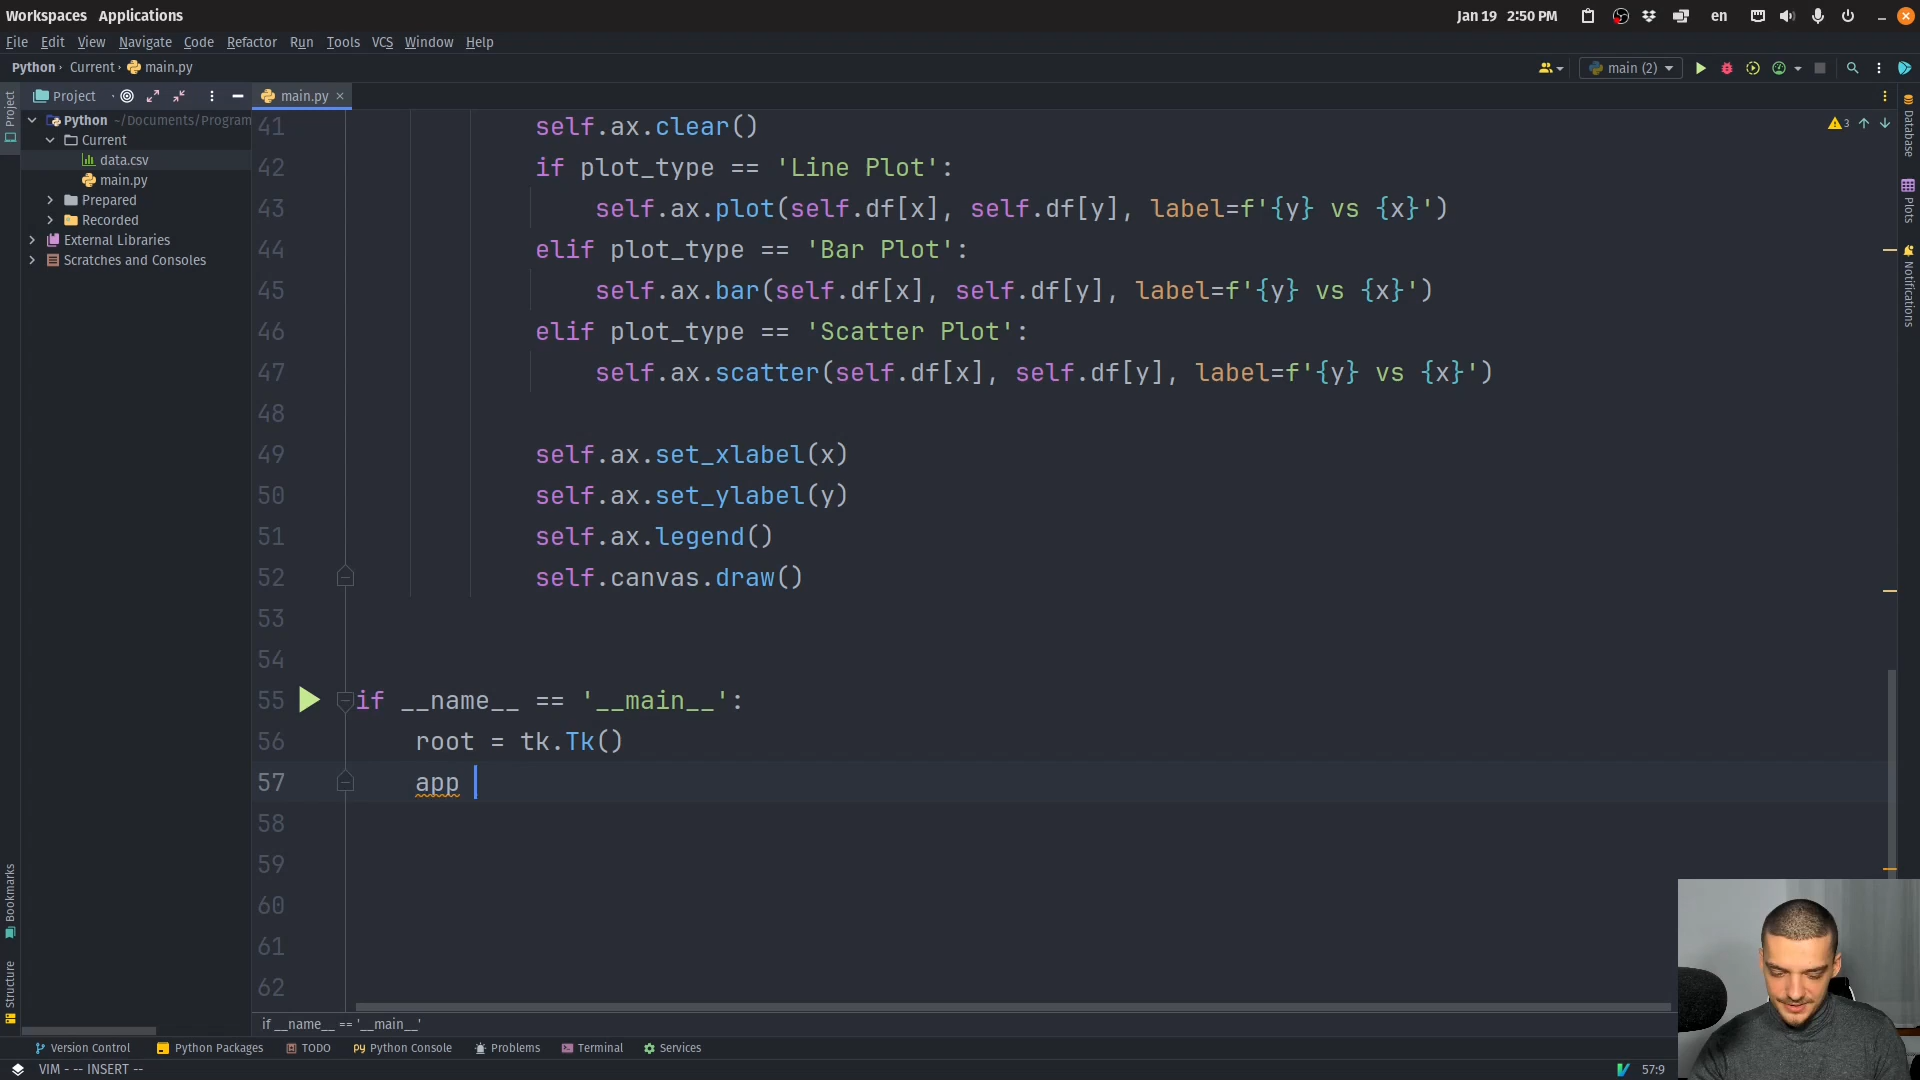 Workspaces Applications
Jan 19 2:50 PM
en
File Edit View Navigate Code Refactor Run Tools VCS Window Help
Python Current main.py
main (2)
Project
main.py
Python ~/Documents/Program
Current
data.csv
main.py
Prepared
Recorded
External Libraries
Scratches and Consoles
Project
Bookmarks
Structure
41 self.ax.clear()
42 if plot_type == 'Line Plot':
43 self.ax.plot(self.df[x], self.df[y], label=f'{y} vs {x}')
44 elif plot_type == 'Bar Plot':
45 self.ax.bar(self.df[x], self.df[y], label=f'{y} vs {x}')
46 elif plot_type == 'Scatter Plot':
47 self.ax.scatter(self.df[x], self.df[y], label=f'{y} vs {x}')
48
49 self.ax.set_xlabel(x)
50 self.ax.set_ylabel(y)
51 self.ax.legend()
52 self.canvas.draw()
53
54
55 if __name__ == '__main__':
56 root = tk.Tk()
57 app
58
59
60
61
62
3
Database
Plots
Notifications
if __name__ == '__main__'
Version Control Python Packages TODO Python Console Problems Terminal Services
VIM - -- INSERT --
57:9